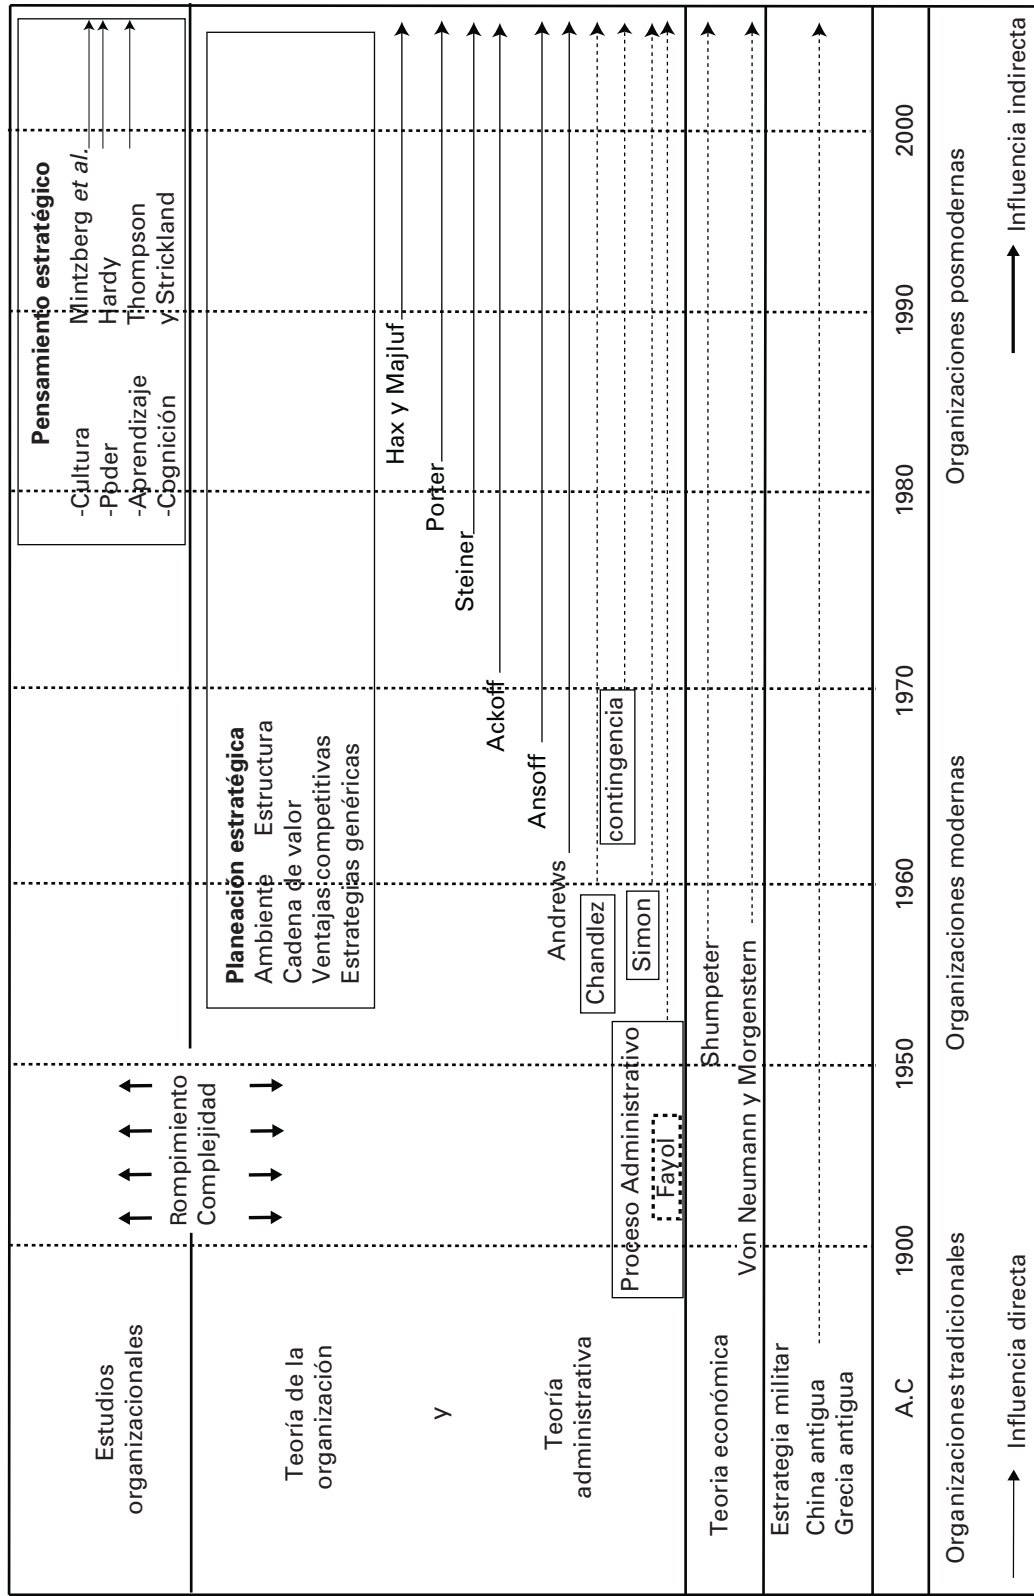 Estudios
organizacionales
Rompimiento
Complejidad
Pensamiento estratégico
-Cultura
-Poder
-Aprendizaje
-Cognición
Mintzberg et al.
Hardy
Thompson
y Strickland
Teoría de la
organización
y
Teoría
administrativa
Planeación estratégica
Ambiente Estructura
Cadena de valor
Ventajas competitivas
Estrategias genéricas
Hax y Majluf
Porter
Steiner
Ackoff
Ansoff
Andrews
Chandlez
contingencia
Simon
Proceso Administrativo
Fayol
Teoria económica
Shumpeter
Von Neumann y Morgenstern
Estrategia militar
China antigua
Grecia antigua
A.C 1900 1950 1960 1970 1980 1990 2000
Organizaciones tradicionales Organizaciones modernas Organizaciones posmodernas
Influencia directa Influencia indirecta